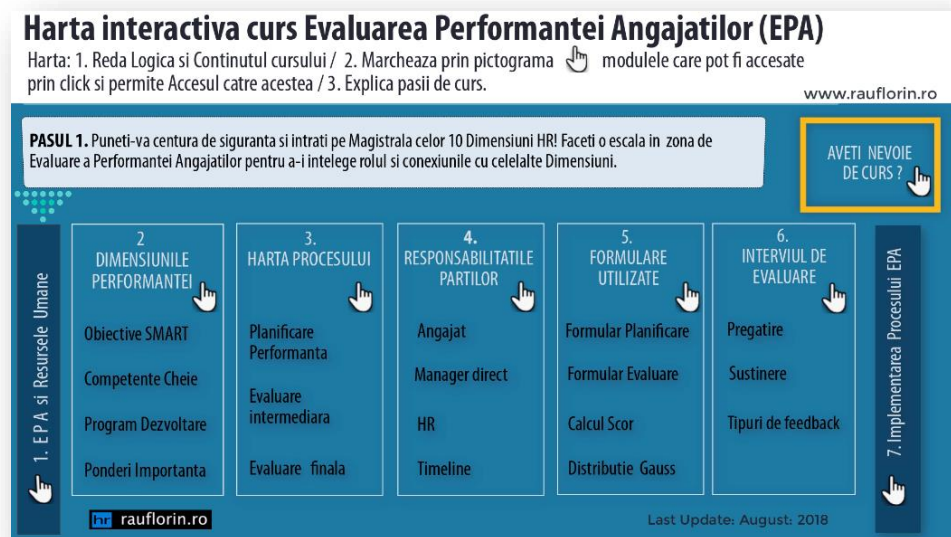 Harta interactiva curs Evaluarea Performantei Angajatilor (EPA)
Harta: 1. Reda Logica si Continutul cursului / 2. Marcheaza prin pictograma modulele care pot fi accesate
prin click si permite Accesul catre acestea / 3. Explica pasii de curs.
www.rauflorin.ro
PASUL 1. Puneti-va centura de siguranta si intrati pe Magistrala celor 10 Dimensiuni HR! Faceti o escala in zona de
Evaluare a Performantei Angajatilor pentru a-i intelege rolul si conexiunile cu celelalte Dimensiuni.
AVETI NEVOIE
DE CURS ?
1. E P A si Resursele Umane
2
DIMENSIUNILE
PERFORMANTEI
Obiective SMART
Competente Cheie
Program Dezvoltare
Ponderi Importanta
3.
HARTA PROCESULUI
Planificare
Performanta
Evaluare
intermediara
Evaluare finala
4.
RESPONSABILITATILE
PARTILOR
Angajat
Manager direct
HR
Timeline
5.
FORMULARE
UTILIZATE
Formular Planificare
Formular Evaluare
Calcul Scor
Distributie Gauss
6.
INTERVIUL DE
EVALUARE
Pregatire
Sustinere
Tipuri de feedback
7. Implementarea Procesului EPA
hr rauflorin.ro
Last Update: August: 2018